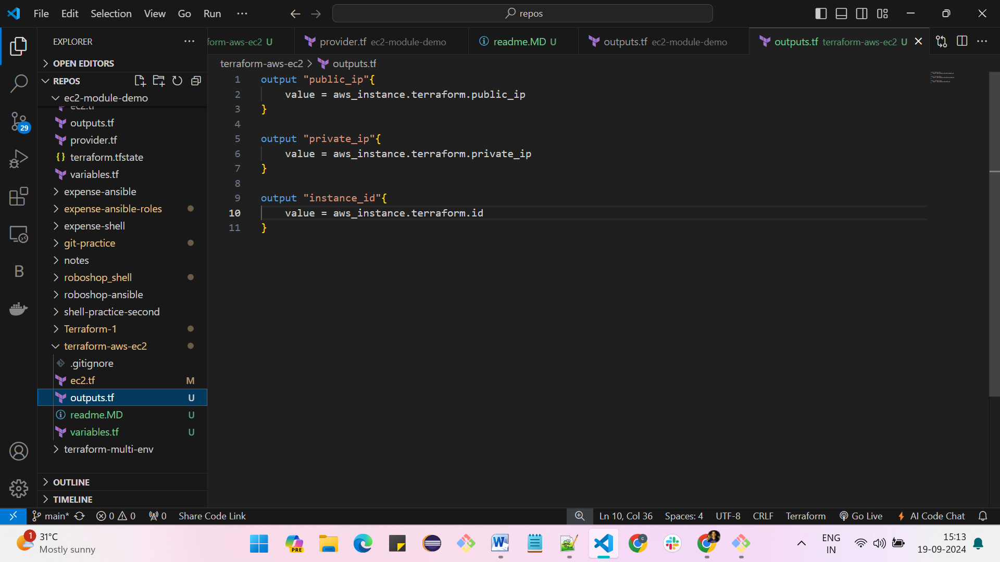 File Edit Selection View Go Run ··· repos
EXPLORER ···
form-aws-ec2 U
provider.tf ec2-module-demo
readme.MD U
outputs.tf ec2-module-demo
outputs.tf terraform-aws-ec2 U
OPEN EDITORS
REPOS
ec2-module-demo
ec2.tf
outputs.tf
provider.tf
{} terraform.tfstate
variables.tf
expense-ansible
expense-ansible-roles
expense-shell
git-practice
notes
roboshop_shell
roboshop-ansible
shell-practice-second
Terraform-1
terraform-aws-ec2
.gitignore
ec2.tf M
outputs.tf U
readme.MD U
variables.tf U
terraform-multi-env
OUTLINE
TIMELINE
29
B
terraform-aws-ec2 > outputs.tf
1 output "public_ip"{
2     value = aws_instance.terraform.public_ip
3 }
4
5 output "private_ip"{
6     value = aws_instance.terraform.private_ip
7 }
8
9 output "instance_id"{
10     value = aws_instance.terraform.id
11 }
main* 0 0 0 Share Code Link Ln 10, Col 36 Spaces: 4 UTF-8 CRLF Terraform Go Live AI Code Chat
1 31°C
Mostly sunny
PRE
W
C
ENG
IN
15:13
19-09-2024